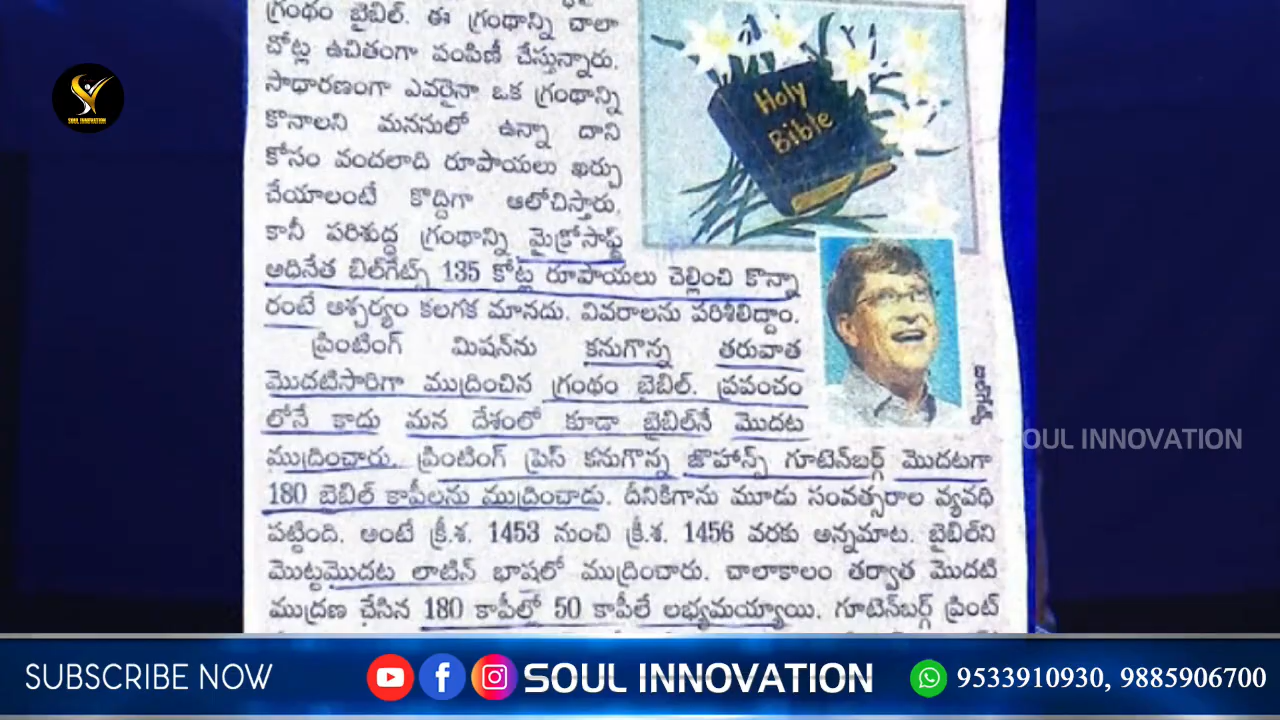 గ్రంథం బైబిల్. ఈ గ్రంథాన్ని చాలా
చోట్ల ఉచితంగా పంపిణీ చేస్తున్నారు.
సాధారణంగా ఎవరైనా ఒక గ్రంథాన్ని
కొనాలని మనసులో ఉన్నా దాని
కోసం వందలాది రూపాయలు ఖర్చు
చేయాలంటే కొద్దిగా ఆలోచిస్తారు.
కానీ పరిశుద్ధ గ్రంథాన్ని మైక్రోసాఫ్ట్
అదినేత బిల్‌గేట్స్ 135 కోట్ల రూపాయలు చెల్లించి కొన్నా
రంటే ఆశ్చర్యం కలగక మానదు. వివరాలను పరిశీలిద్దాం.
ప్రింటింగ్ మిషన్‌ను కనుగొన్న తరువాత
మొదటిసారిగా ముద్రించిన గ్రంథం బైబిల్. ప్రపంచం
లోనే కాదు మన దేశంలో కూడా బైబిల్‌నే మొదట
ముద్రించారు. ప్రింటింగ్ ప్రెస్ కనుగొన్న జొహాన్స్ గూటెన్‌బర్గ్ మొదటగా
180 బైబిల్ కాపీలను ముద్రించాడు. దీనికిగాను మూడు సంవత్సరాల వ్యవధి
పట్టింది. అంటే క్రీ.శ. 1453 నుంచి క్రీ.శ. 1456 వరకు అన్నమాట. బైబిల్‌ని
మొట్టమొదట లాటిన్ భాషలో ముద్రించారు. చాలాకాలం తర్వాత మొదటి
ముద్రణ చేసిన 180 కాపీల్లో 50 కాపీలే లభ్యమయ్యాయి. గూటెన్‌బర్గ్ ప్రింట్
Holy
Bible
SOUL INNOVATION
OUL INNOVATION
SUBSCRIBE NOW
SOUL INNOVATION
9533910930, 9885906700